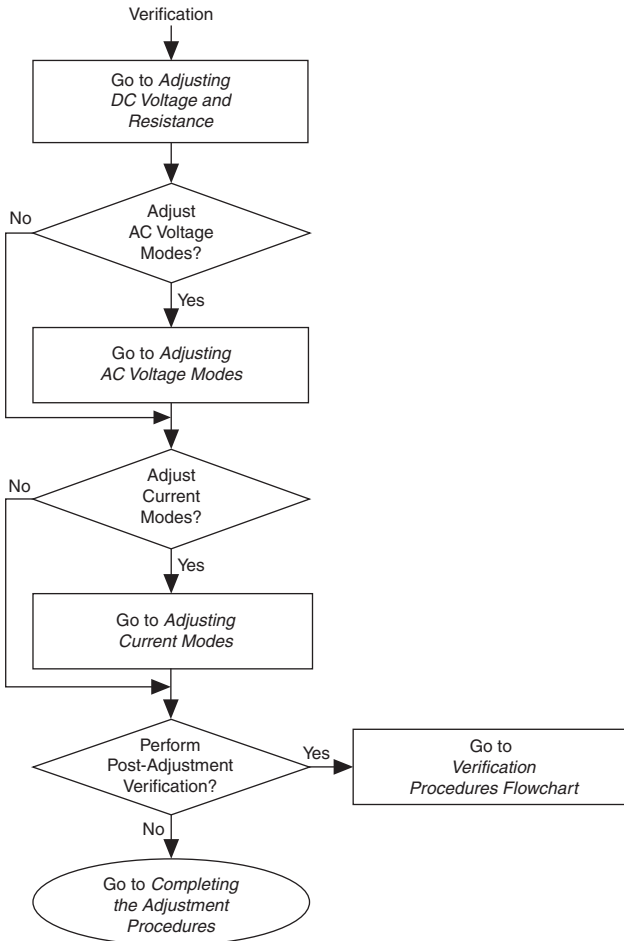 Verification
Go to Adjusting
DC Voltage and
Resistance
No
Adjust
AC Voltage
Modes?
Yes
Go to Adjusting
AC Voltage Modes
No
Adjust
Current
Modes?
Yes
Go to Adjusting
Current Modes
Perform
Post-Adjustment
Verification?
Yes
Go to
Verification
Procedures Flowchart
No
Go to Completing
the Adjustment
Procedures